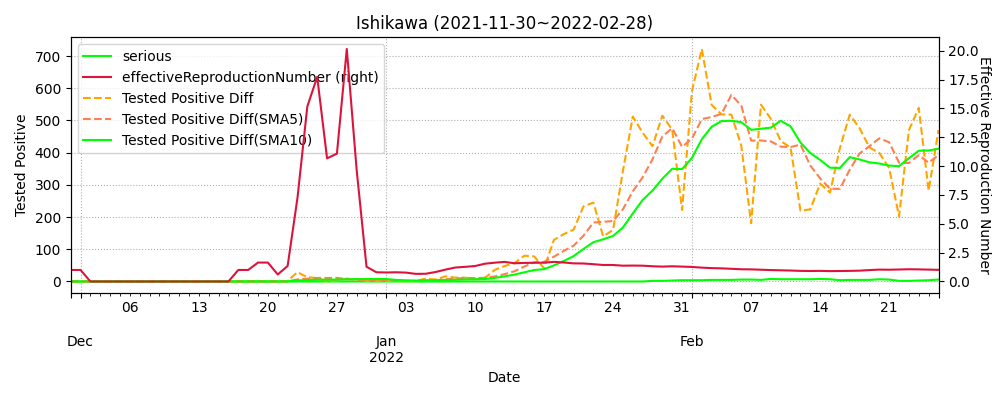 Ishikawa (2021-11-30~2022-02-28)
serious
effectiveReproductionNumber (right)
Tested Positive Diff
Tested Positive Diff(SMA5)
Tested Positive Diff(SMA10)
Tested Positive
700
600
500
400
300
200
100
0
Effective Reproduction Number
20.0
17.5
15.0
12.5
10.0
7.5
5.0
2.5
0.0
06 13 20 27 03 10 17 24 31 07 14 21
Dec Jan Feb
2022
Date